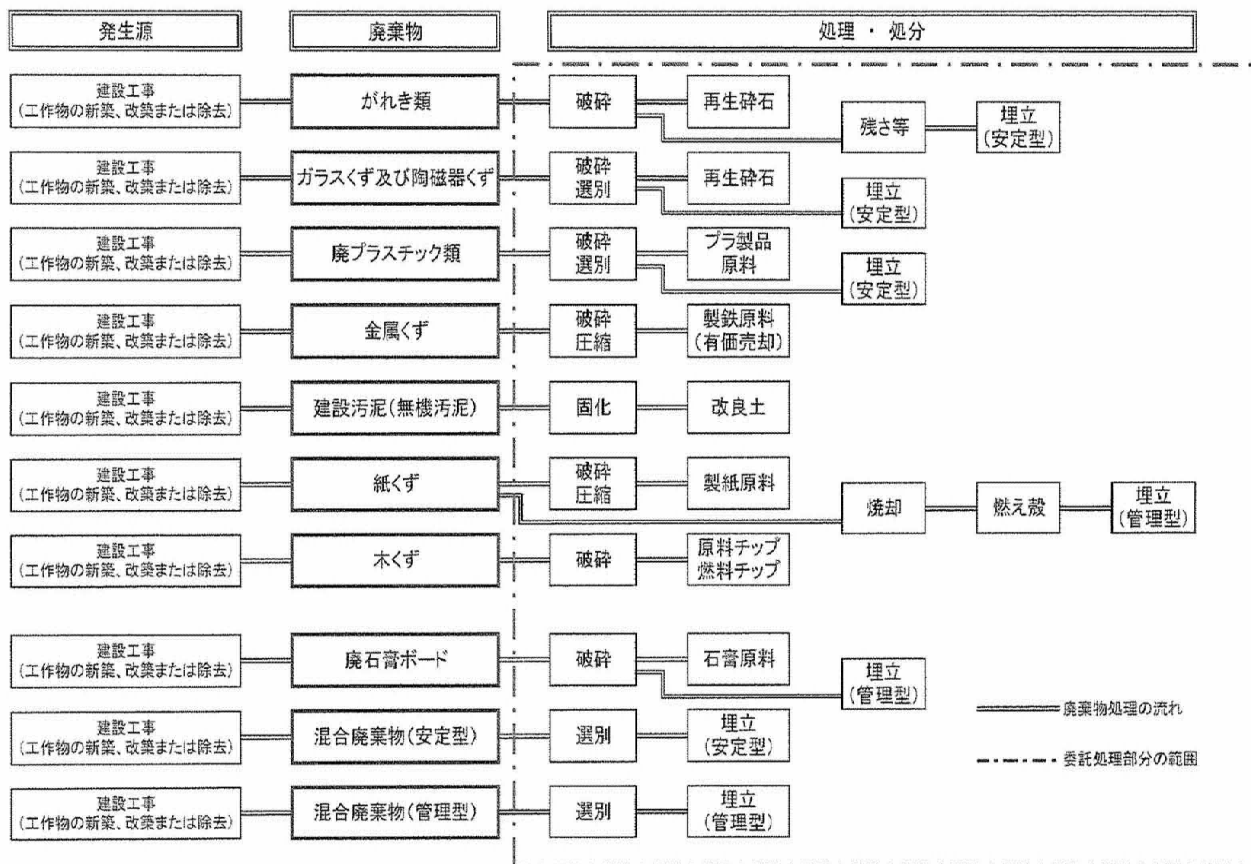 発生源
廃棄物
処理 ・ 処分
建設工事
(工作物の新築、改築または除去)
がれき類
破砕
再生砕石
残さ等
埋立
(安定型)
建設工事
(工作物の新築、改築または除去)
ガラスくず及び陶磁器くず
破砕
選別
再生砕石
埋立
(安定型)
建設工事
(工作物の新築、改築または除去)
廃プラスチック類
破砕
選別
プラ製品
原料
埋立
(安定型)
建設工事
(工作物の新築、改築または除去)
金属くず
破砕
圧縮
製鉄原料
(有価売却)
建設工事
(工作物の新築、改築または除去)
建設汚泥(無機汚泥)
固化
改良土
建設工事
(工作物の新築、改築または除去)
紙くず
破砕
圧縮
製紙原料
焼却
燃え殻
埋立
(管理型)
建設工事
(工作物の新築、改築または除去)
木くず
破砕
原料チップ
燃料チップ
建設工事
(工作物の新築、改築または除去)
廃石膏ボード
破砕
石膏原料
埋立
(管理型)
建設工事
(工作物の新築、改築または除去)
混合廃棄物(安定型)
選別
埋立
(安定型)
建設工事
(工作物の新築、改築または除去)
混合廃棄物(管理型)
選別
埋立
(管理型)
廃棄物処理の流れ
委託処理部分の範囲